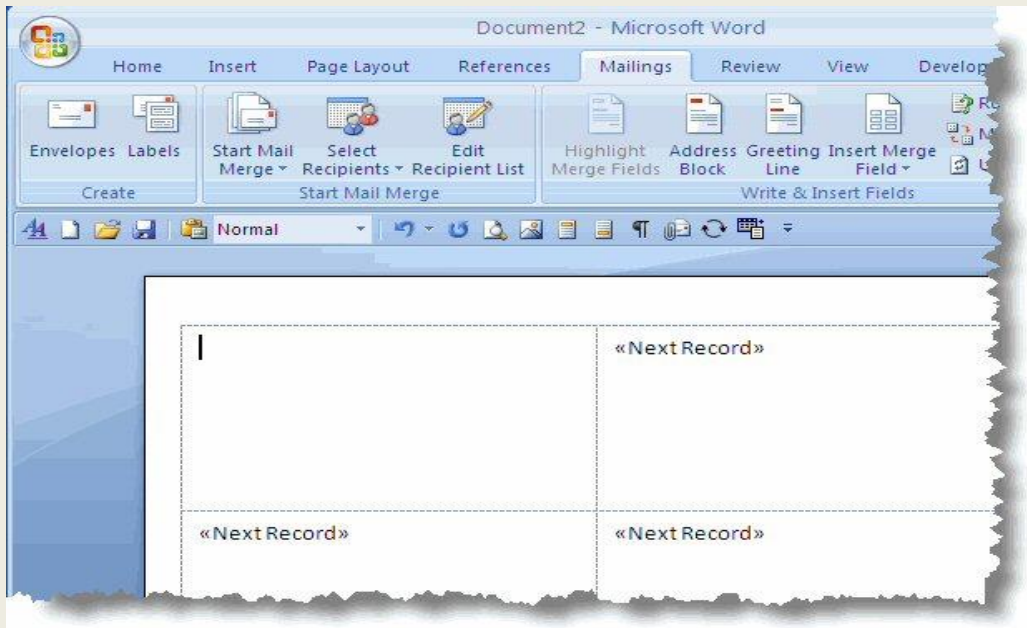 Document2 - Microsoft Word
Home Insert Page Layout References Mailings Review View Develop
Envelopes Labels Start Mail Merge Select Recipients Edit Recipient List Highlight Merge Fields Address Block Greeting Line Insert Merge Field
Create Start Mail Merge Write & Insert Fields
Normal
«Next Record»
«Next Record» «Next Record»